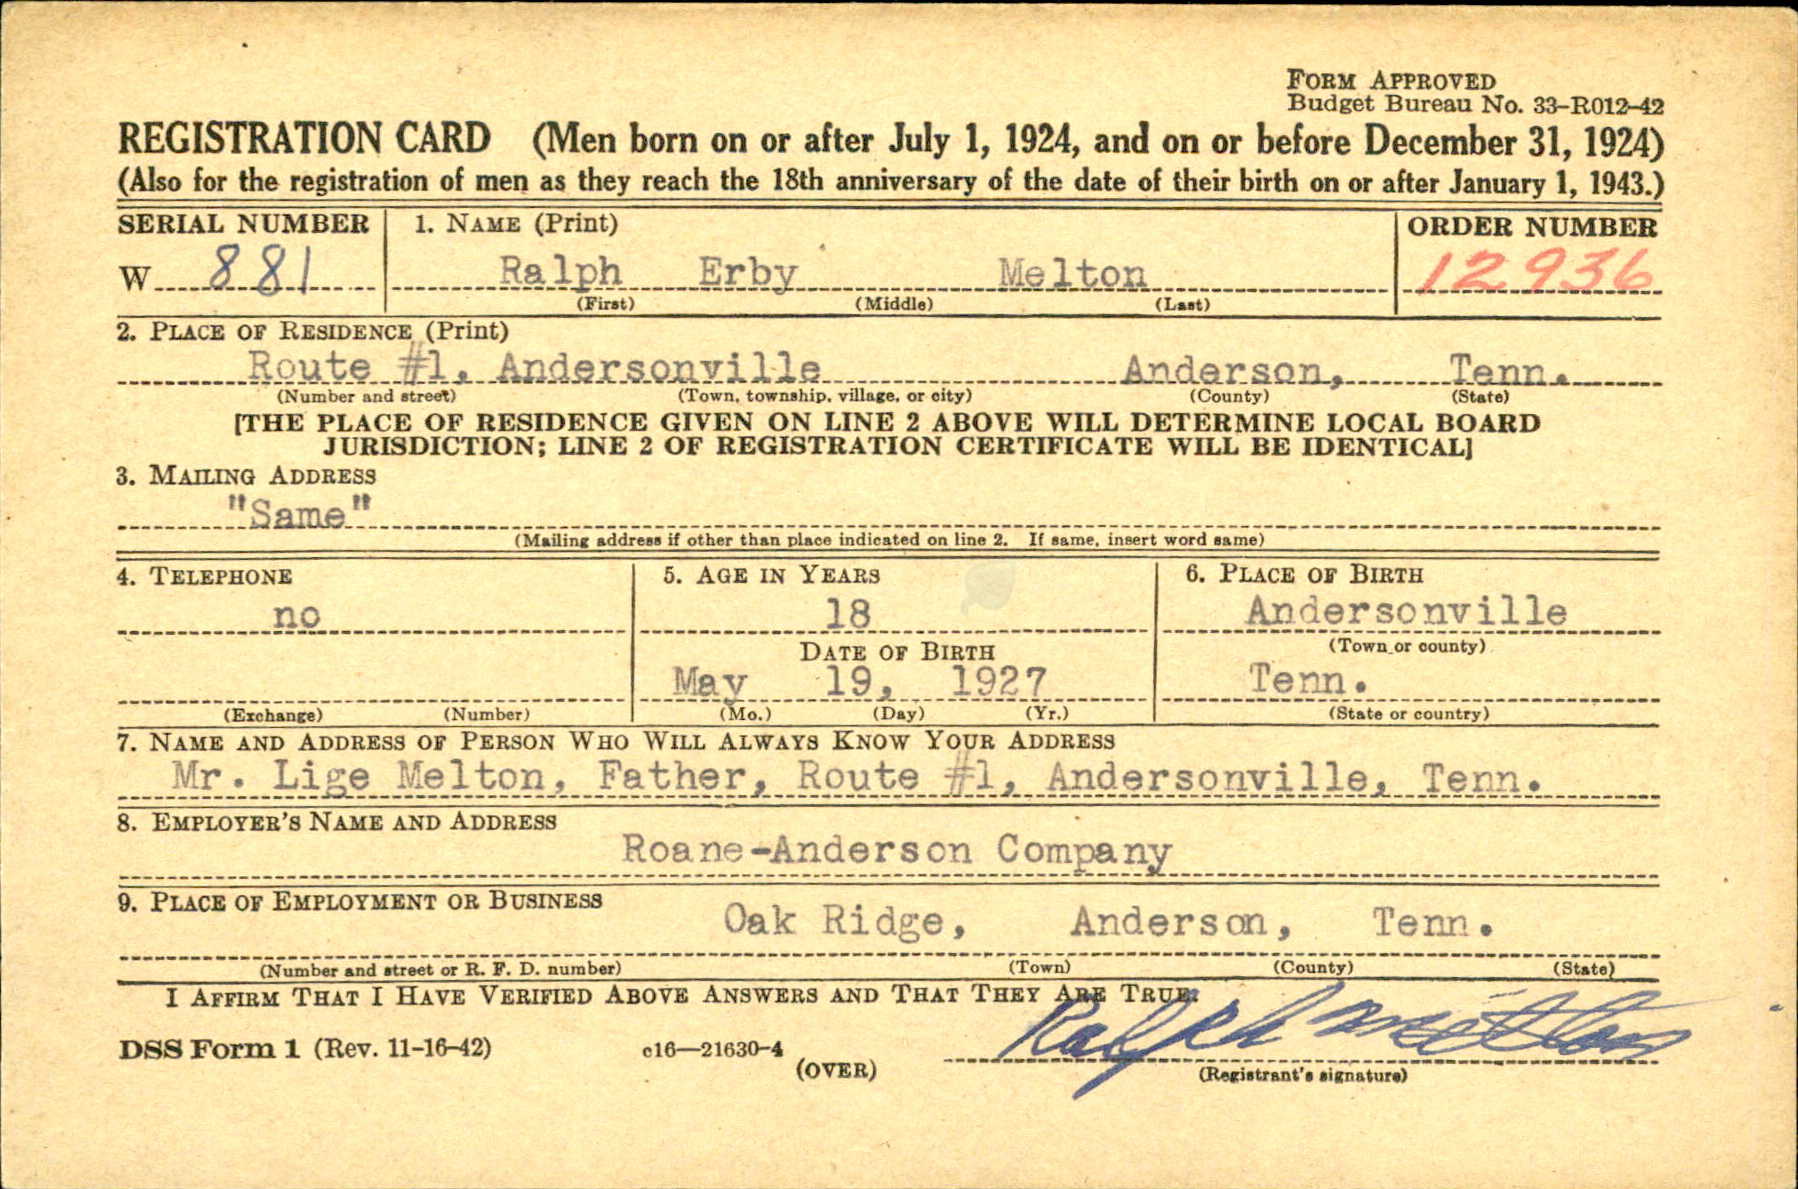 FORM APPROVED
Budget Bureau No. 33-R012-42
REGISTRATION CARD (Men born on or after July 1, 1924, and on or before December 31, 1924)
(Also for the registration of men as they reach the 18th anniversary of the date of their birth on or after January 1, 1943.)
SERIAL NUMBER 1. NAME (Print) ORDER NUMBER
W 881 Ralph Erby Melton 12936
(First) (Middle) (Last)
2. PLACE OF RESIDENCE (Print)
Route #1, Andersonville Anderson, Tenn.
(Number and street) (Town, township, village, or city) (County) (State)
[THE PLACE OF RESIDENCE GIVEN ON LINE 2 ABOVE WILL DETERMINE LOCAL BOARD
JURISDICTION; LINE 2 OF REGISTRATION CERTIFICATE WILL BE IDENTICAL]
3. MAILING ADDRESS
"Same"
(Mailing address if other than place indicated on line 2. If same, insert word same)
4. TELEPHONE 5. AGE IN YEARS 6. PLACE OF BIRTH
no 18 Andersonville
DATE OF BIRTH (Town or county)
May 19, 1927 Tenn.
(Exchange) (Number) (Mo.) (Day) (Yr.) (State or country)
7. NAME AND ADDRESS OF PERSON WHO WILL ALWAYS KNOW YOUR ADDRESS
Mr. Lige Melton, Father, Route #1, Andersonville, Tenn.
8. EMPLOYER'S NAME AND ADDRESS
Roane-Anderson Company
9. PLACE OF EMPLOYMENT OR BUSINESS
Oak Ridge, Anderson, Tenn.
(Number and street or R. F. D. number) (Town) (County) (State)
I AFFIRM THAT I HAVE VERIFIED ABOVE ANSWERS AND THAT THEY ARE TRUE.
Ralph Melton
DSS Form 1 (Rev. 11-16-42) c16—21630-4
(OVER) (Registrant's signature)